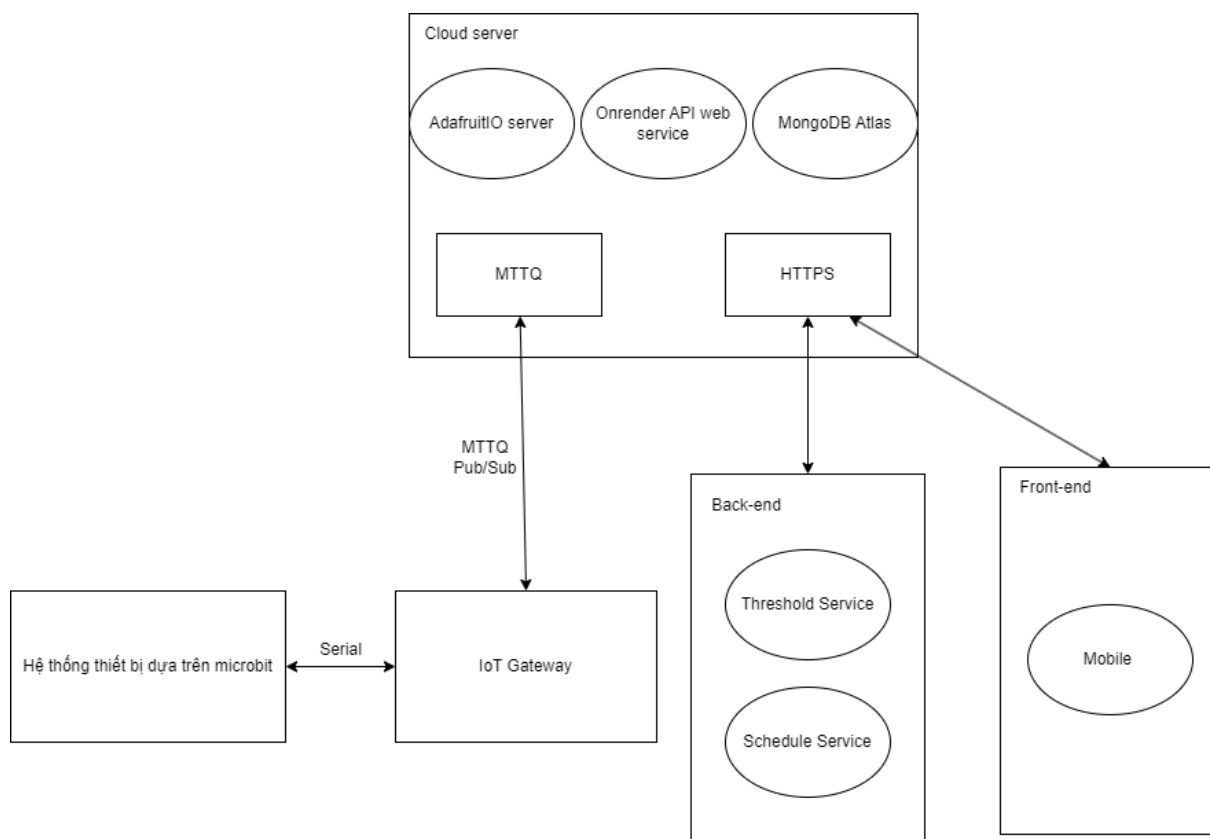 Cloud server
AdafruitIO server
Onrender API web
service
MongoDB Atlas
MTTQ
HTTPS
MTTQ
Pub/Sub
Back-end
Front-end
Threshold Service
Hệ thống thiết bị dựa trên microbit
Serial
IoT Gateway
Mobile
Schedule Service